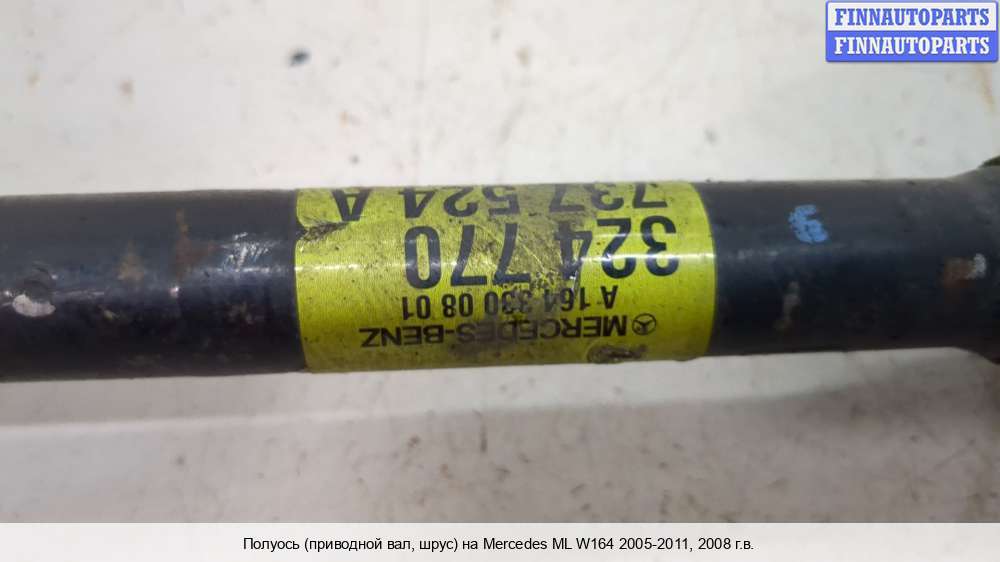 FINNAUTOPARTS
FINNAUTOPARTS
MERCEDES-BENZ
A 164 330 08 01
324 770
737 524 A
Полуось (приводной вал, шрус) на Mercedes ML W164 2005-2011, 2008 г.в.